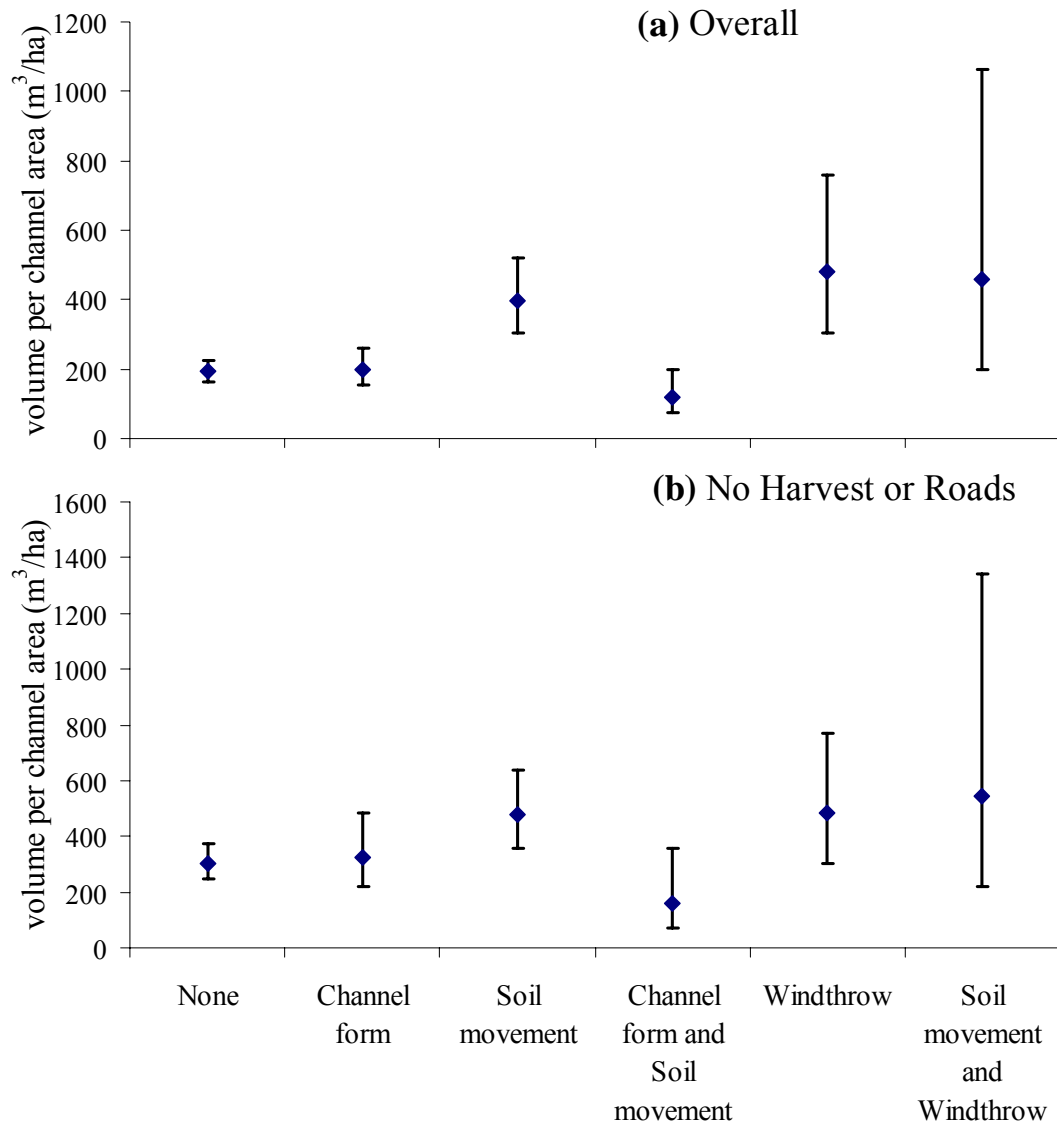 (a) Overall
volume per channel area (m³/ha)
1200
1000
800
600
400
200
0
(b) No Harvest or Roads
volume per channel area (m³/ha)
1600
1400
1200
1000
800
600
400
200
0
None
Channel
form
Soil
movement
Channel
form and
Soil
movement
Windthrow
Soil
movement
and
Windthrow